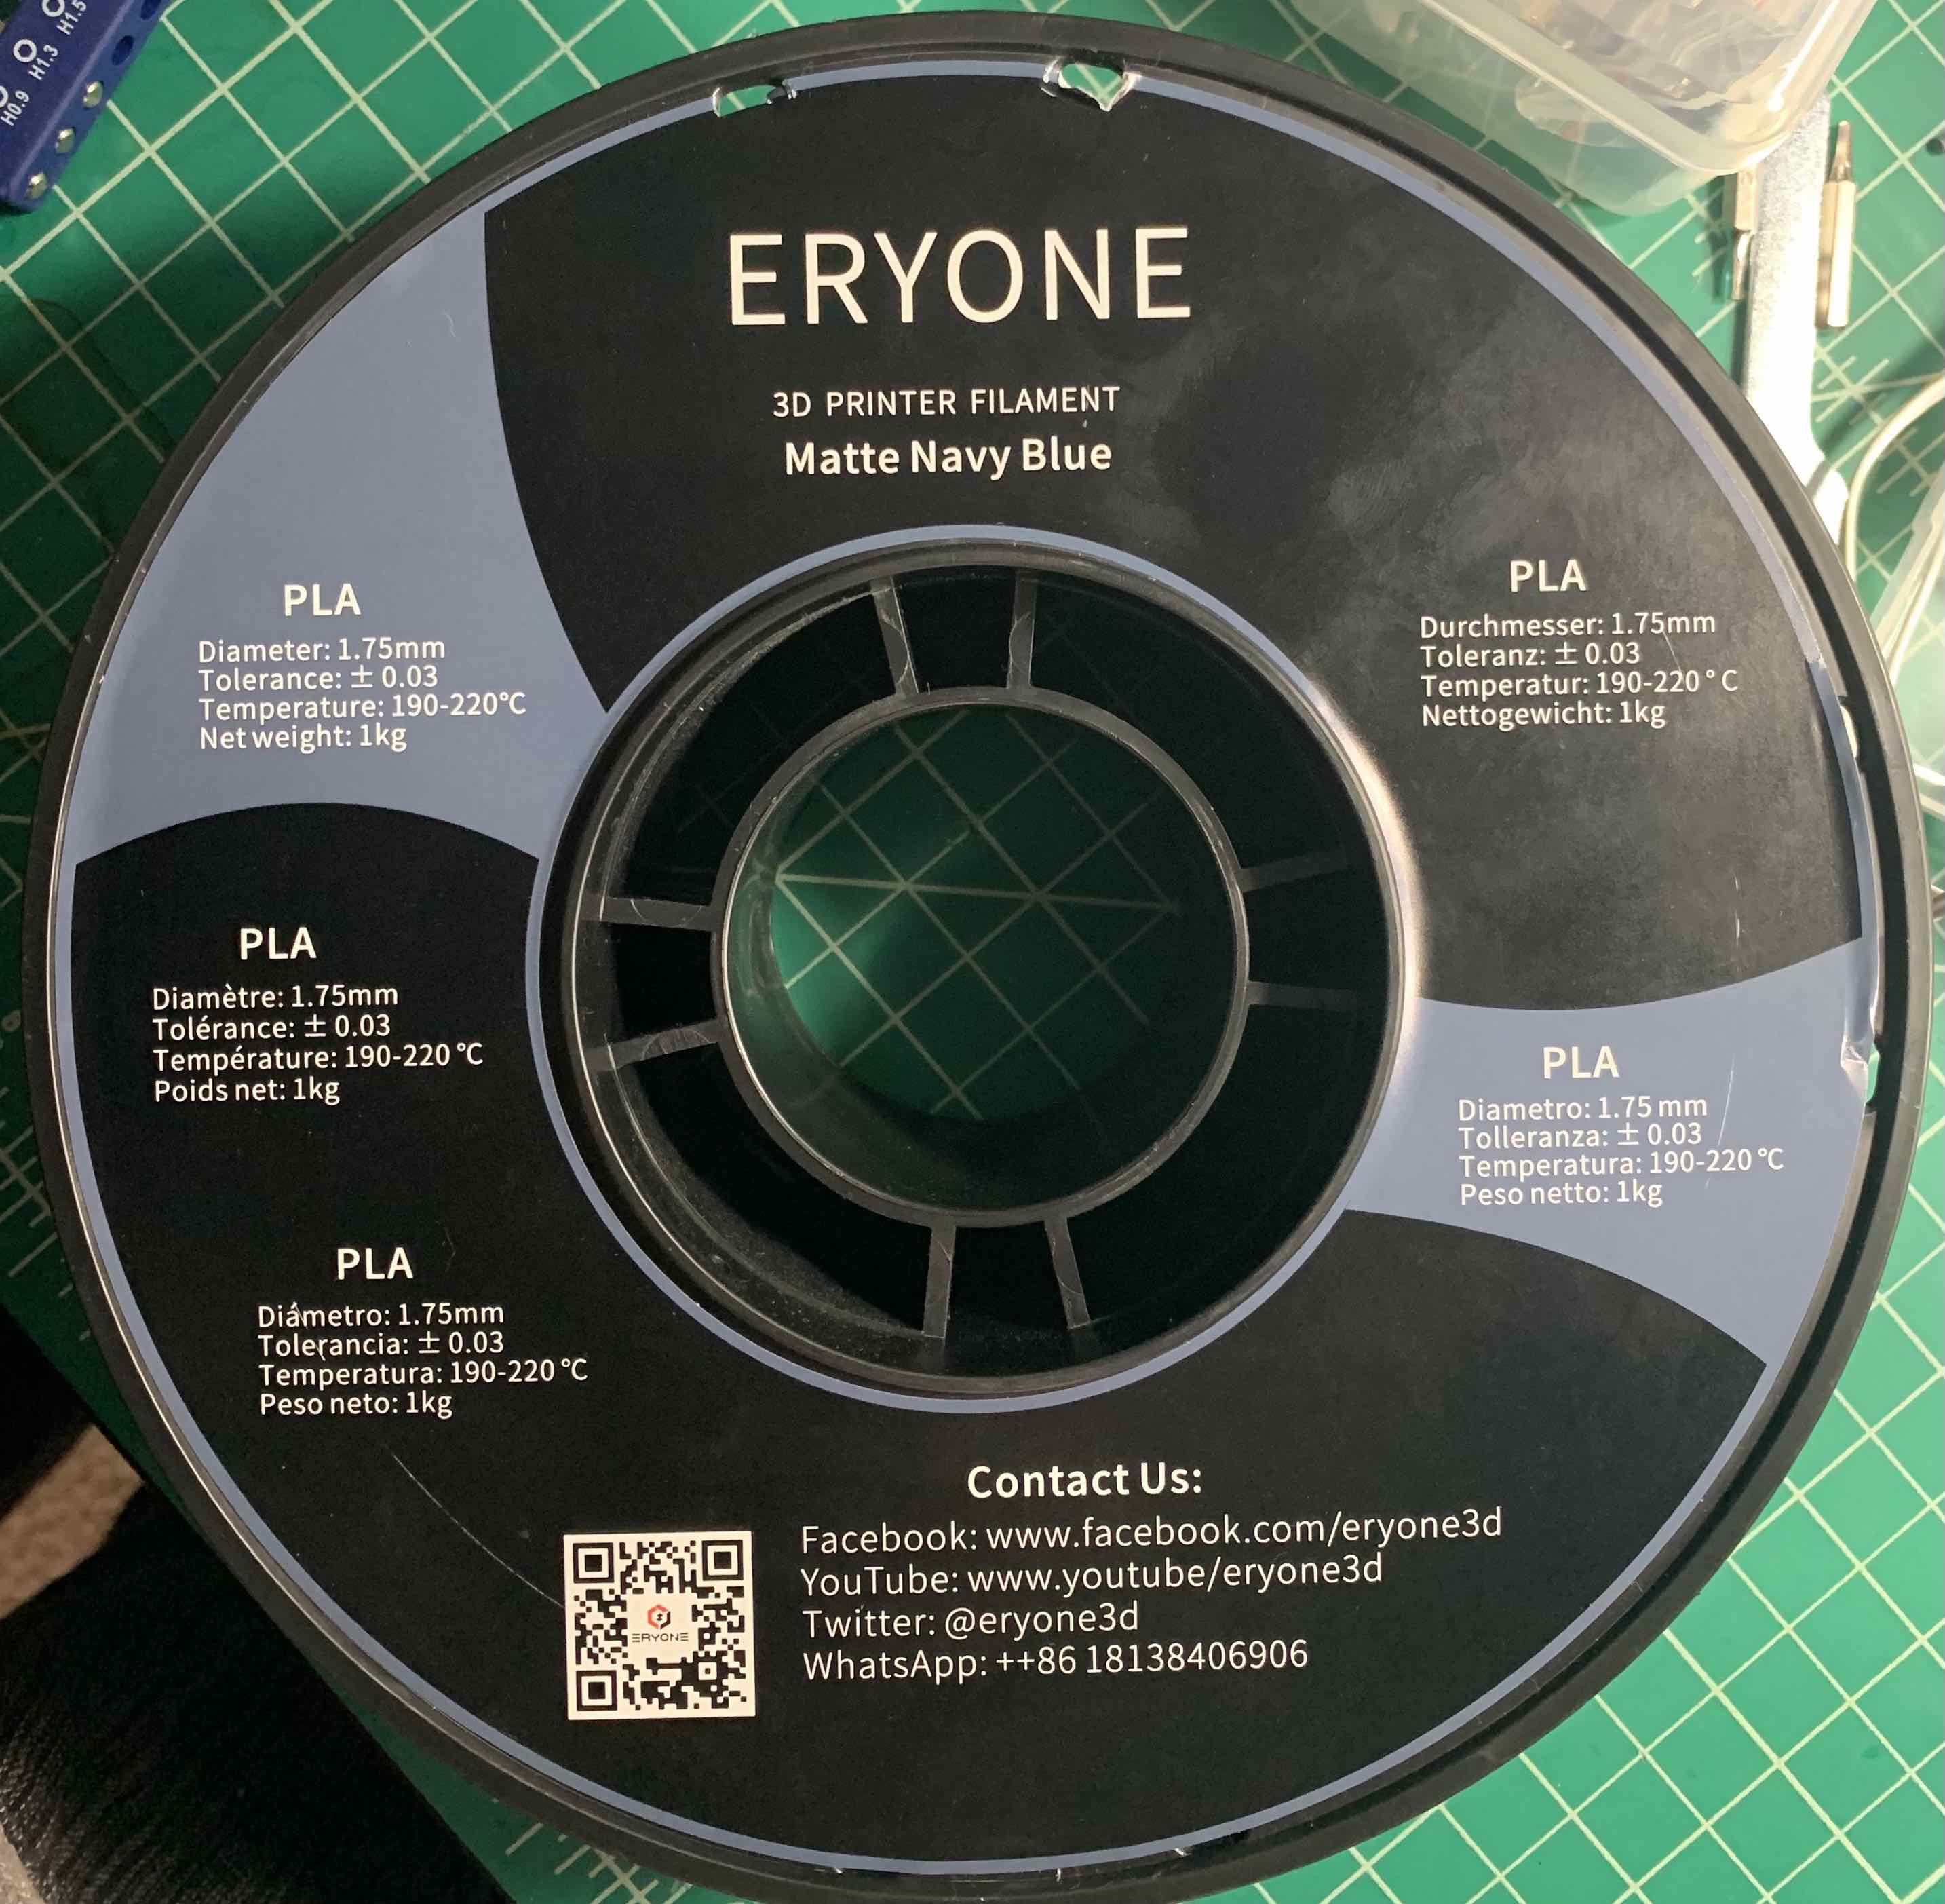 H0.9 H1.3 H1.5
ERYONE
3D PRINTER FILAMENT
Matte Navy Blue
PLA
Diameter: 1.75mm
Tolerance: ± 0.03
Temperature: 190-220℃
Net weight: 1kg
PLA
Durchmesser: 1.75mm
Toleranz: ± 0.03
Temperatur: 190-220 ° C
Nettogewicht: 1kg
PLA
Diamètre: 1.75mm
Tolérance: ± 0.03
Température: 190-220 ℃
Poids net: 1kg
PLA
Diametro: 1.75 mm
Tolleranza: ± 0.03
Temperatura: 190-220 ℃
Peso netto: 1kg
PLA
Diámetro: 1.75mm
Tolerancia: ± 0.03
Temperatura: 190-220 ℃
Peso neto: 1kg
Contact Us:
Facebook: www.facebook.com/eryone3d
YouTube: www.youtube/eryone3d
Twitter: @eryone3d
WhatsApp: ++86 18138406906
ERYONE